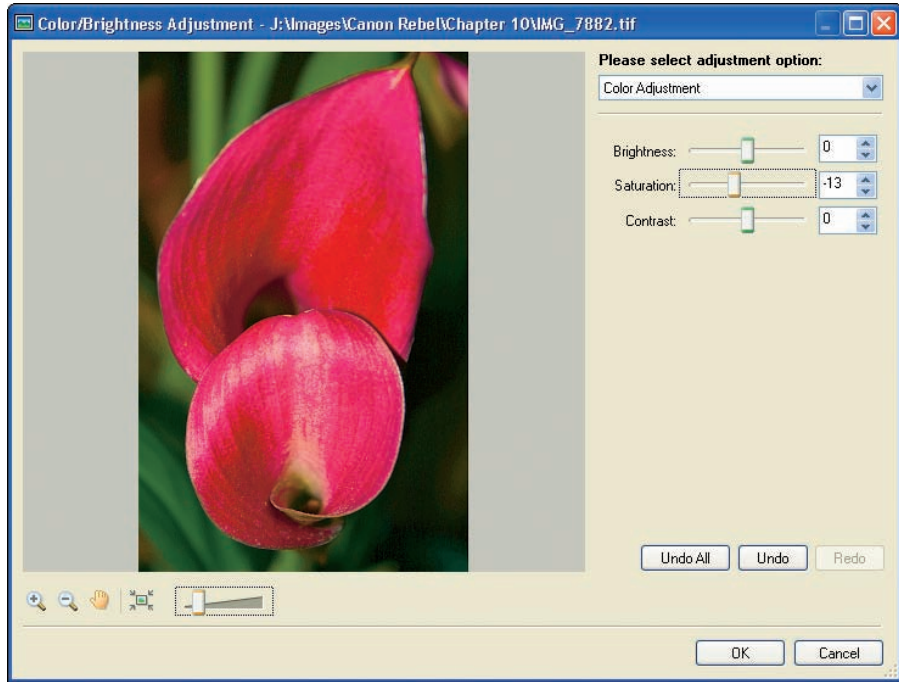 Color/Brightness Adjustment - J:\Images\Canon Rebel\Chapter 10\IMG_7882.tif
Please select adjustment option:
Color Adjustment
Brightness: 0
Saturation: -13
Contrast: 0
Undo All Undo Redo
OK Cancel